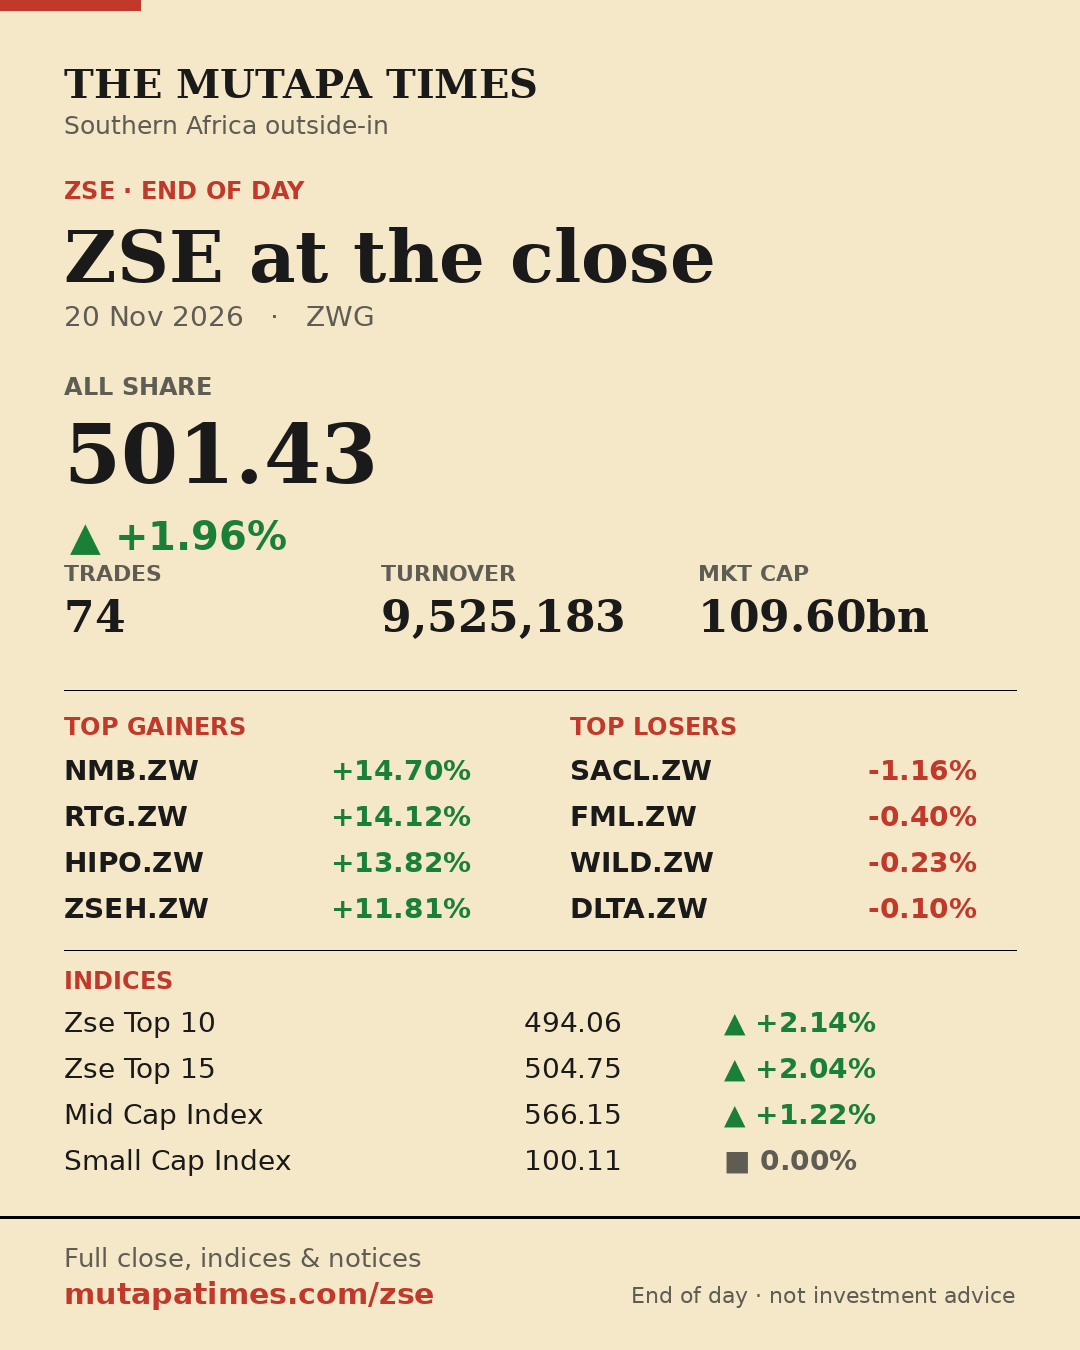 THE MUTAPA TIMES
Southern Africa outside-in
ZSE · END OF DAY
ZSE at the close
20 Nov 2026 · ZWG
ALL SHARE
501.43
▲ +1.96%
TRADES TURNOVER MKT CAP
74 9,525,183 109.60bn
TOP GAINERS TOP LOSERS
NMB.ZW +14.70% SACL.ZW -1.16%
RTG.ZW +14.12% FML.ZW -0.40%
HIPO.ZW +13.82% WILD.ZW -0.23%
ZSEH.ZW +11.81% DLTA.ZW -0.10%
INDICES
Zse Top 10 494.06 ▲ +2.14%
Zse Top 15 504.75 ▲ +2.04%
Mid Cap Index 566.15 ▲ +1.22%
Small Cap Index 100.11 ■ 0.00%
Full close, indices & notices
mutapatimes.com/zse
End of day · not investment advice